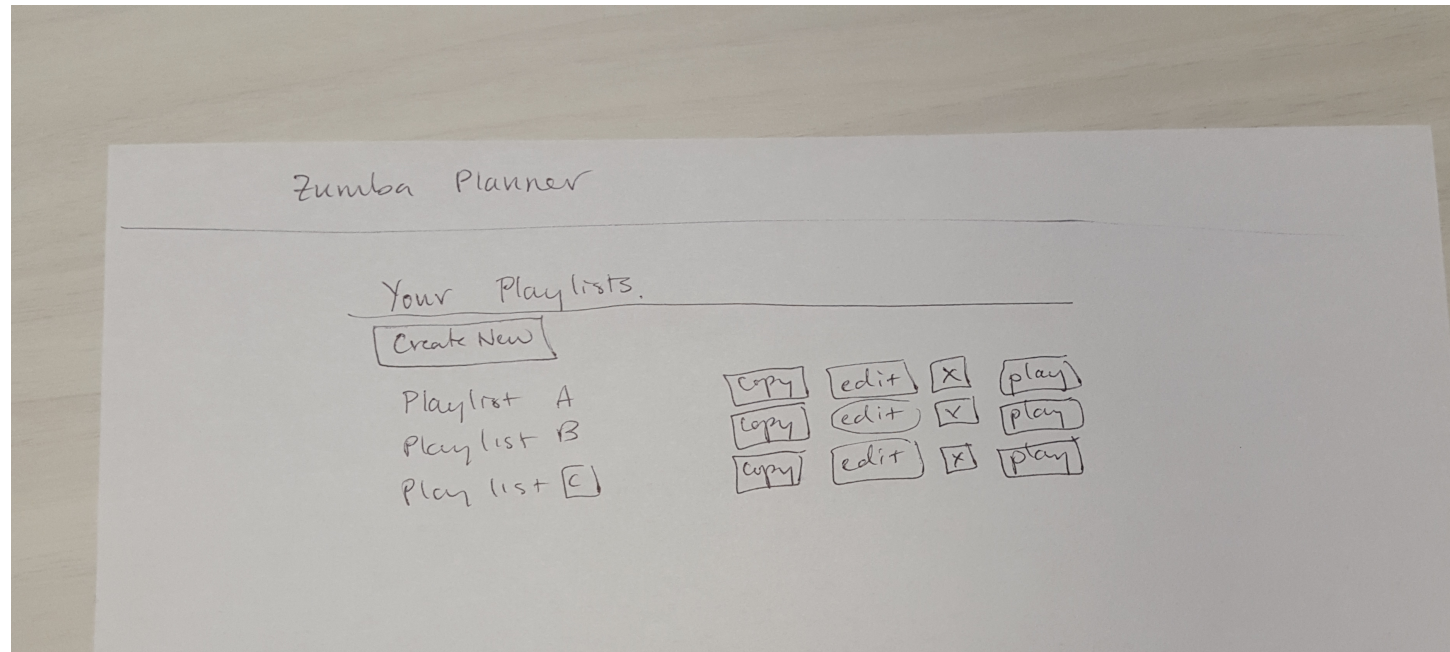 Zumba Planner
Your Playlists.
Create New
Playlist A copy edit x play
Playlist B copy edit x play
Playlist C copy edit x play